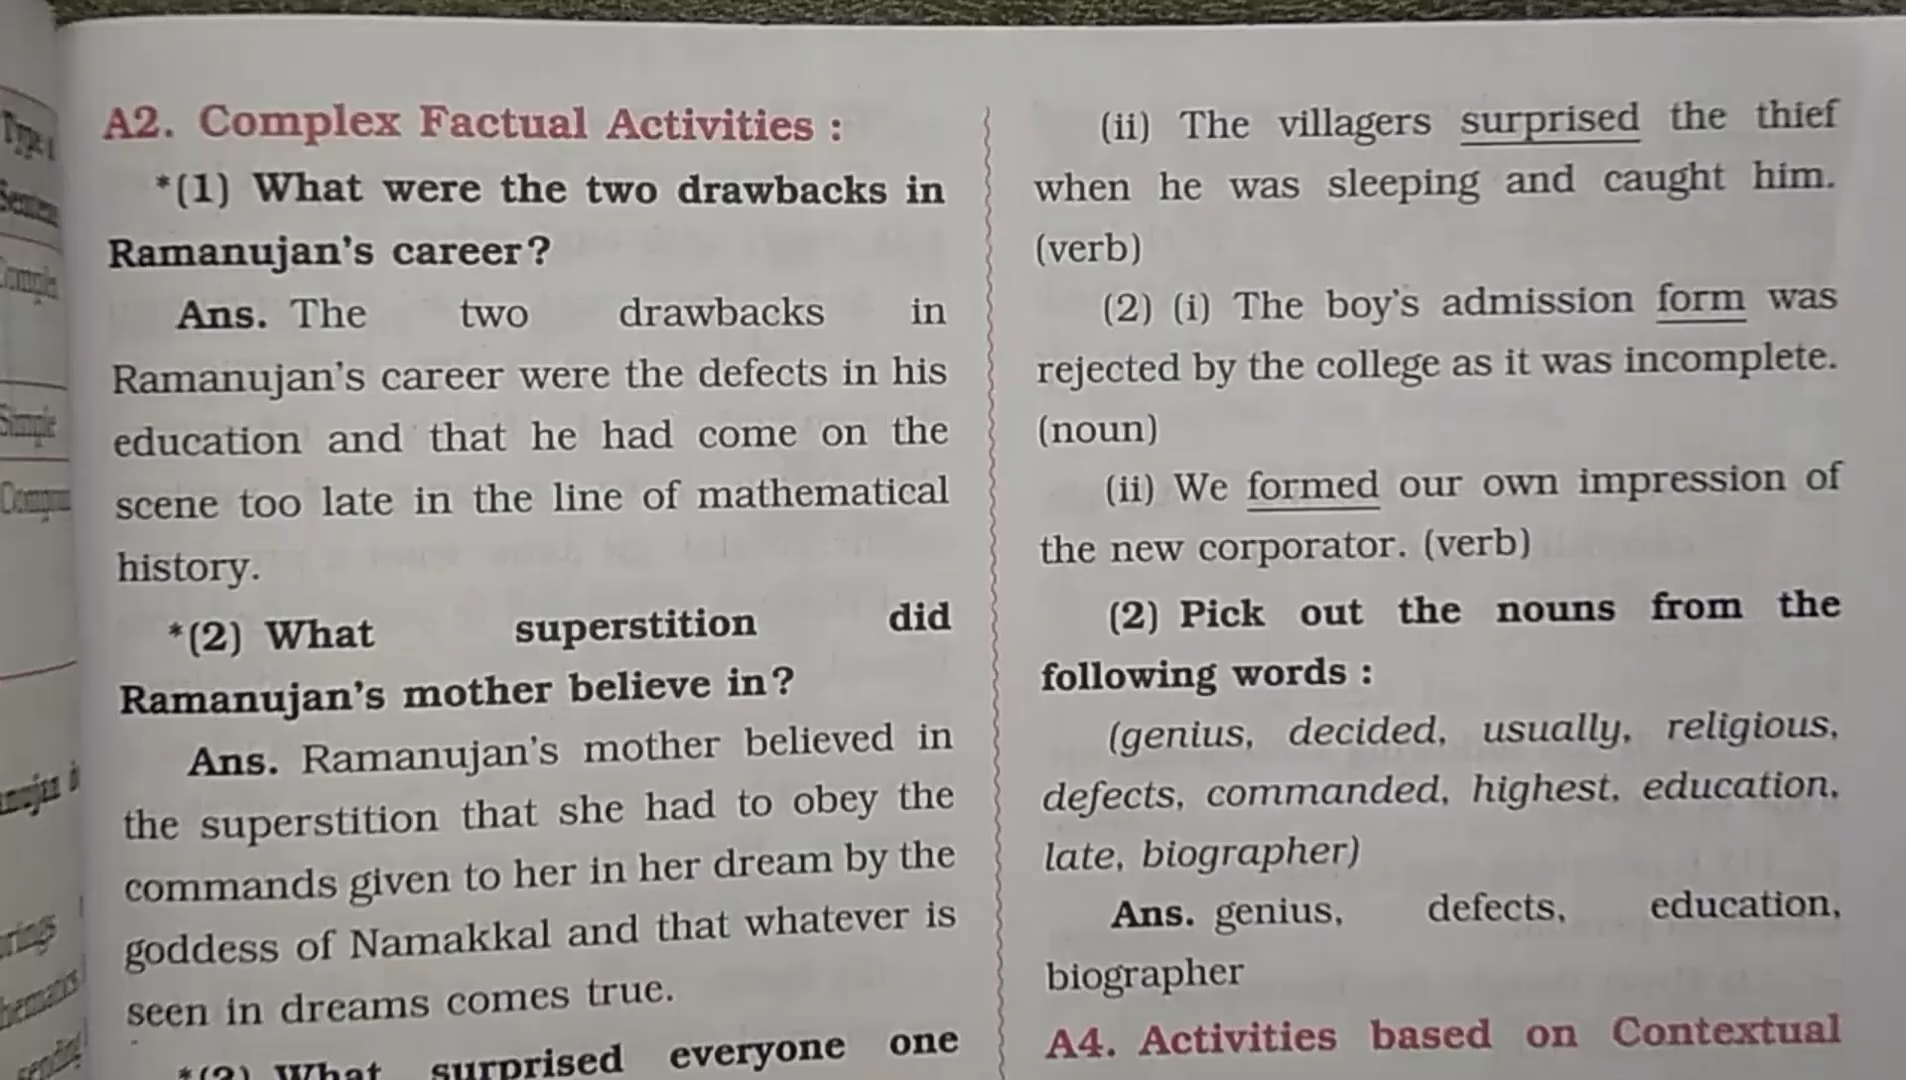 A2. Complex Factual Activities :
*(1) What were the two drawbacks in
Ramanujan's career?
Ans. The two drawbacks in
Ramanujan's career were the defects in his
education and that he had come on the
scene too late in the line of mathematical
history.
*(2) What superstition did
Ramanujan's mother believe in?
Ans. Ramanujan's mother believed in
the superstition that she had to obey the
commands given to her in her dream by the
goddess of Namakkal and that whatever is
seen in dreams comes true.
*(3) What surprised everyone one
(ii) The villagers surprised the thief
when he was sleeping and caught him.
(verb)
(2) (i) The boy's admission form was
rejected by the college as it was incomplete.
(noun)
(ii) We formed our own impression of
the new corporator. (verb)
(2) Pick out the nouns from the
following words :
(genius, decided, usually, religious,
defects, commanded, highest, education,
late, biographer)
Ans. genius, defects, education,
biographer
A4. Activities based on Contextual